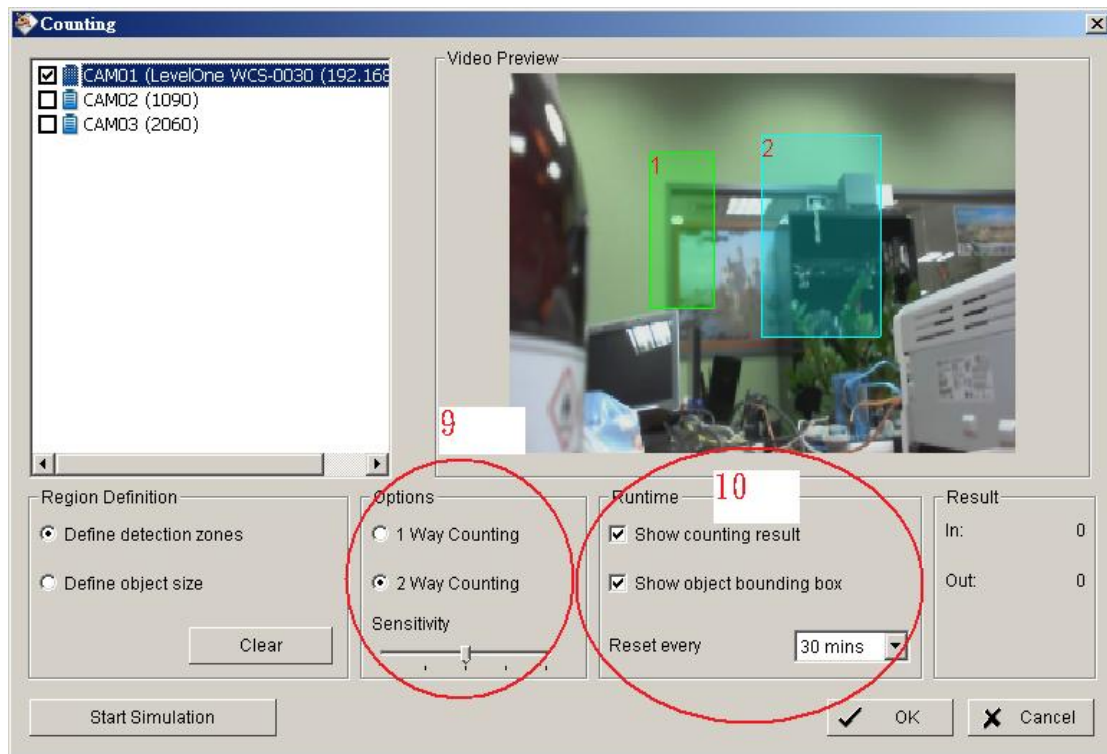 Counting
CAM01 (LevelOne WCS-0030 (192.168
CAM02 (1090)
CAM03 (2060)
Video Preview
1
2
9
10
Region Definition
Define detection zones
Define object size
Clear
Options
1 Way Counting
2 Way Counting
Sensitivity
Runtime
Show counting result
Show object bounding box
Reset every
30 mins
Result
In: 0
Out: 0
Start Simulation
OK
Cancel